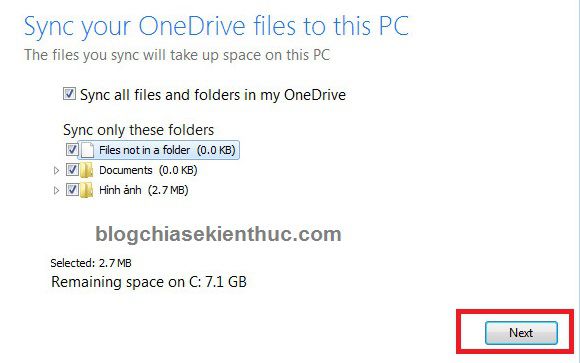 Sync your OneDrive files to this PC
The files you sync will take up space on this PC
Sync all files and folders in my OneDrive
Sync only these folders
Files not in a folder (0.0 KB)
Documents (0.0 KB)
Hình ảnh (2.7 MB)
blogchiasekienthuc.com
Selected: 2.7 MB
Remaining space on C: 7.1 GB
Next